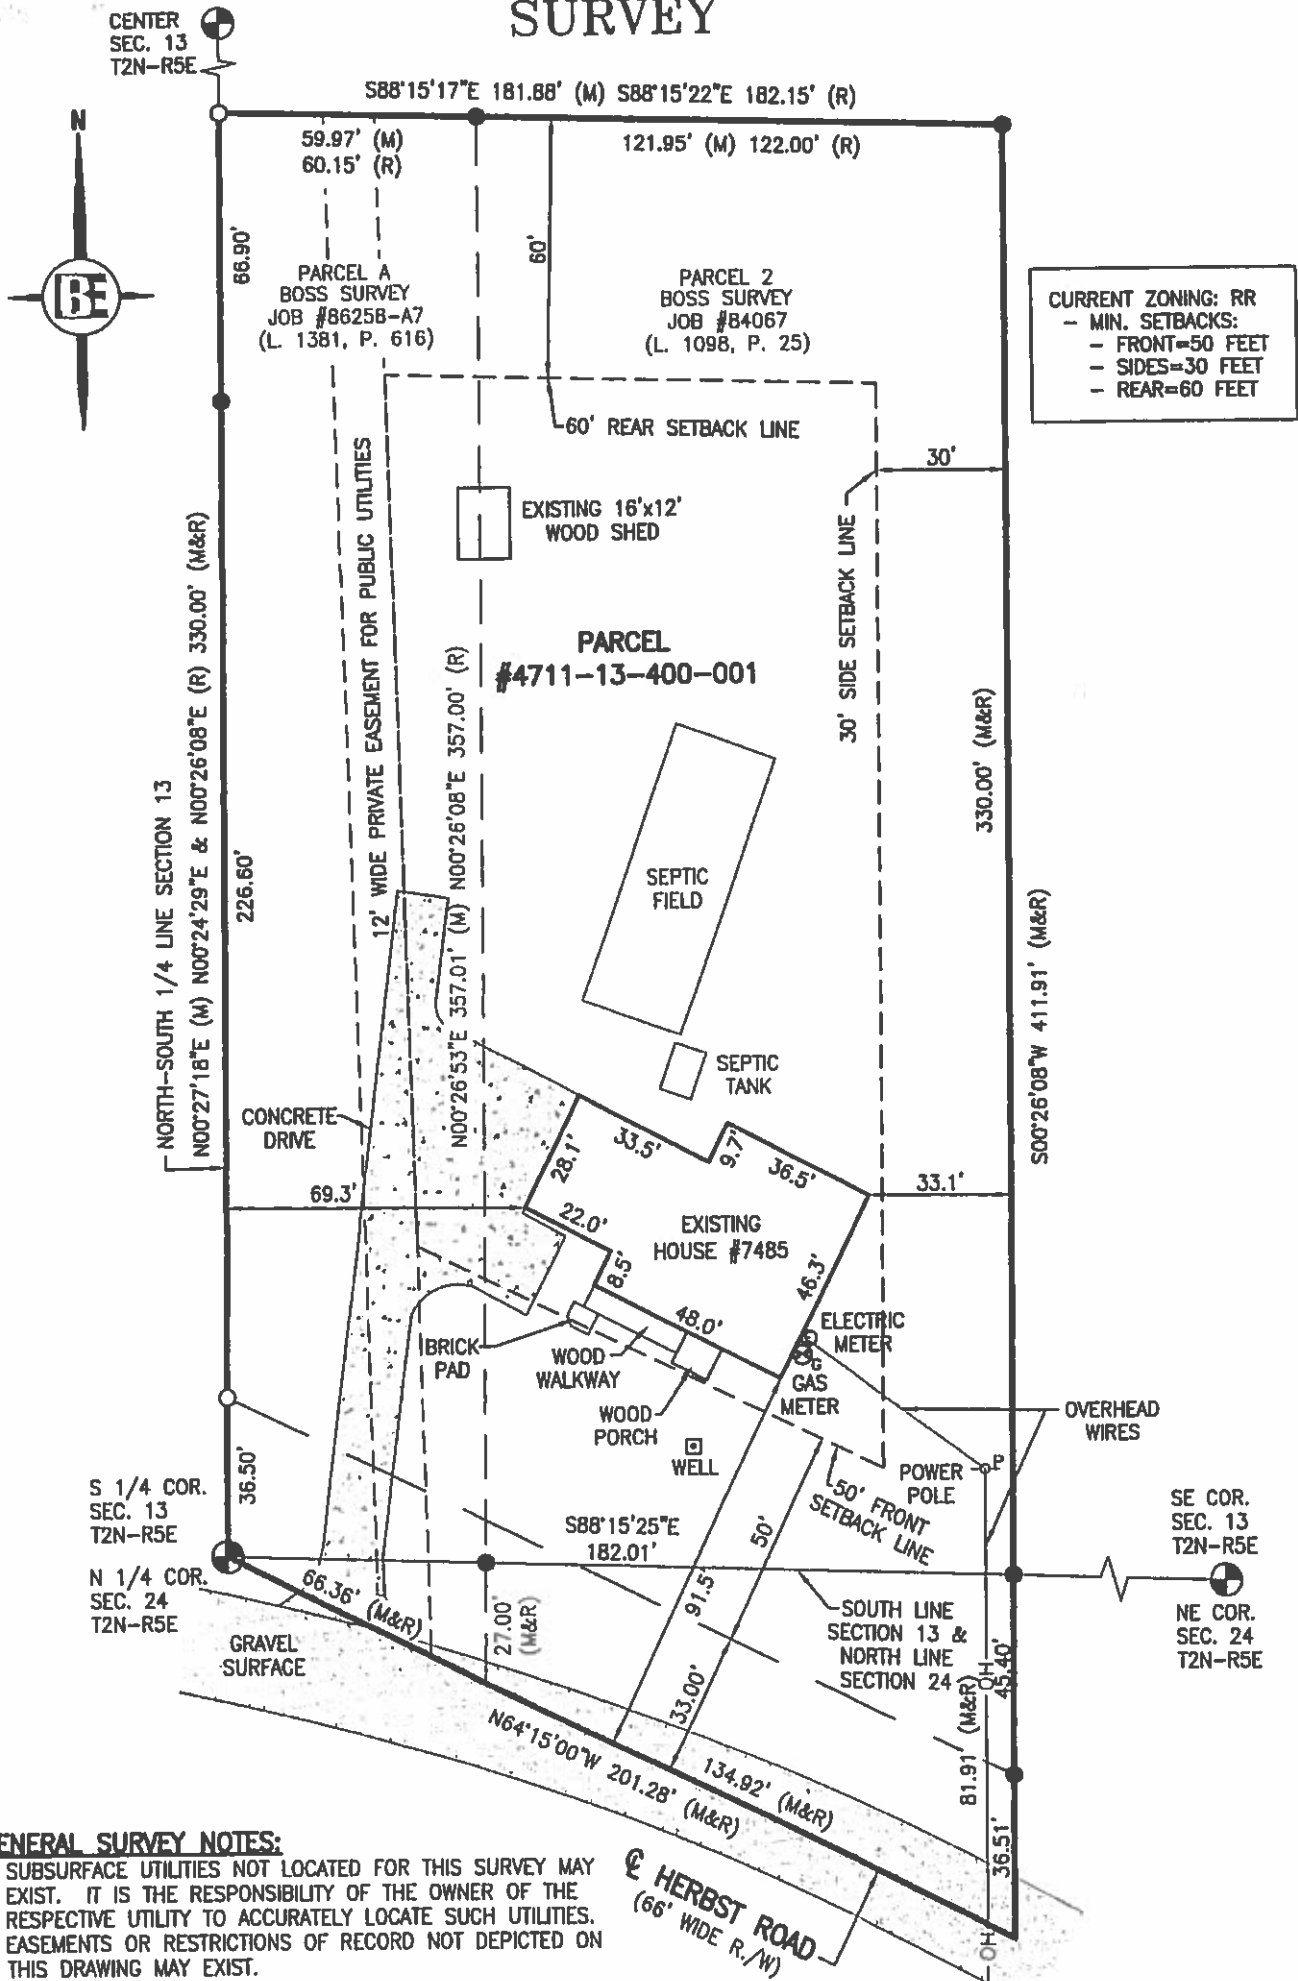 SURVEY
CENTER
SEC. 13
T2N-R5E
S88°15'17"E 181.88' (M) S88°15'22"E 182.15' (R)
59.97' (M)
60.15' (R)
121.95' (M) 122.00' (R)
N
BE
66.90'
60'
PARCEL A
BOSS SURVEY
JOB #86258-A7
(L. 1381, P. 616)
PARCEL 2
BOSS SURVEY
JOB #84067
(L. 1098, P. 25)
CURRENT ZONING: RR
- MIN. SETBACKS:
- FRONT=50 FEET
- SIDES=30 FEET
- REAR=60 FEET
60' REAR SETBACK LINE
30'
12' WIDE PRIVATE EASEMENT FOR PUBLIC UTILITIES
EXISTING 16'x12'
WOOD SHED
30' SIDE SETBACK LINE
PARCEL
#4711-13-400-001
NORTH-SOUTH 1/4 LINE SECTION 13
N00°27'18"E (M) N00°24'29"E & N00°26'08"E (R) 330.00' (M&R)
226.60'
N00°26'53"E 357.01' (M) N00°26'08"E 357.00' (R)
330.00' (M&R)
S00°26'08"W 411.91' (M&R)
SEPTIC
FIELD
SEPTIC
TANK
CONCRETE
DRIVE
33.5'
9.7'
36.5'
28.1'
69.3'
33.1'
22.0'
EXISTING
HOUSE #7485
8.5'
46.3'
48.0'
ELECTRIC
METER
G
GAS
METER
BRICK
PAD
WOOD
WALKWAY
WOOD
PORCH
WELL
OVERHEAD
WIRES
P
POWER
POLE
50' FRONT
SETBACK LINE
36.50'
S 1/4 COR.
SEC. 13
T2N-R5E
N 1/4 COR.
SEC. 24
T2N-R5E
S88°15'25"E
182.01'
50'
91.5'
33.00'
SE COR.
SEC. 13
T2N-R5E
NE COR.
SEC. 24
T2N-R5E
66.36' (M&R)
27.00'
(M&R)
GRAVEL
SURFACE
SOUTH LINE
SECTION 13 &
NORTH LINE
SECTION 24
OH
45.40'
81.91' (M&R)
36.51'
OH
N64°15'00"W 201.28' (M&R)
134.92' (M&R)
℄ HERBST ROAD
(66' WIDE R./W)
ENERAL SURVEY NOTES:
SUBSURFACE UTILITIES NOT LOCATED FOR THIS SURVEY MAY
EXIST. IT IS THE RESPONSIBILITY OF THE OWNER OF THE
RESPECTIVE UTILITY TO ACCURATELY LOCATE SUCH UTILITIES.
EASEMENTS OR RESTRICTIONS OF RECORD NOT DEPICTED ON
THIS DRAWING MAY EXIST.